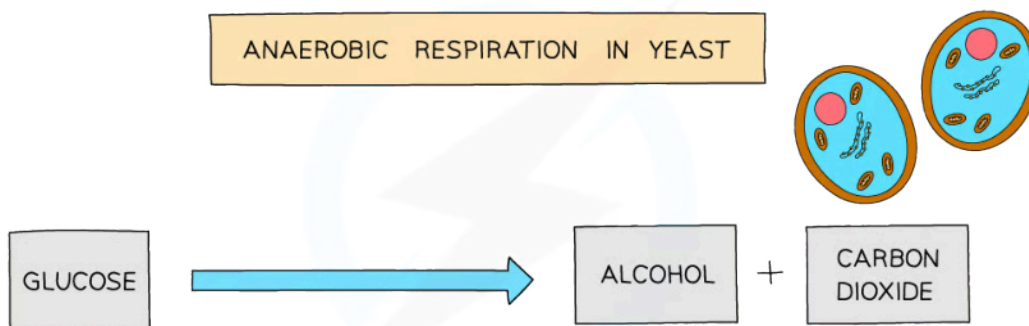 ANAEROBIC RESPIRATION IN YEAST
GLUCOSE
ALCOHOL
+
CARBON
DIOXIDE